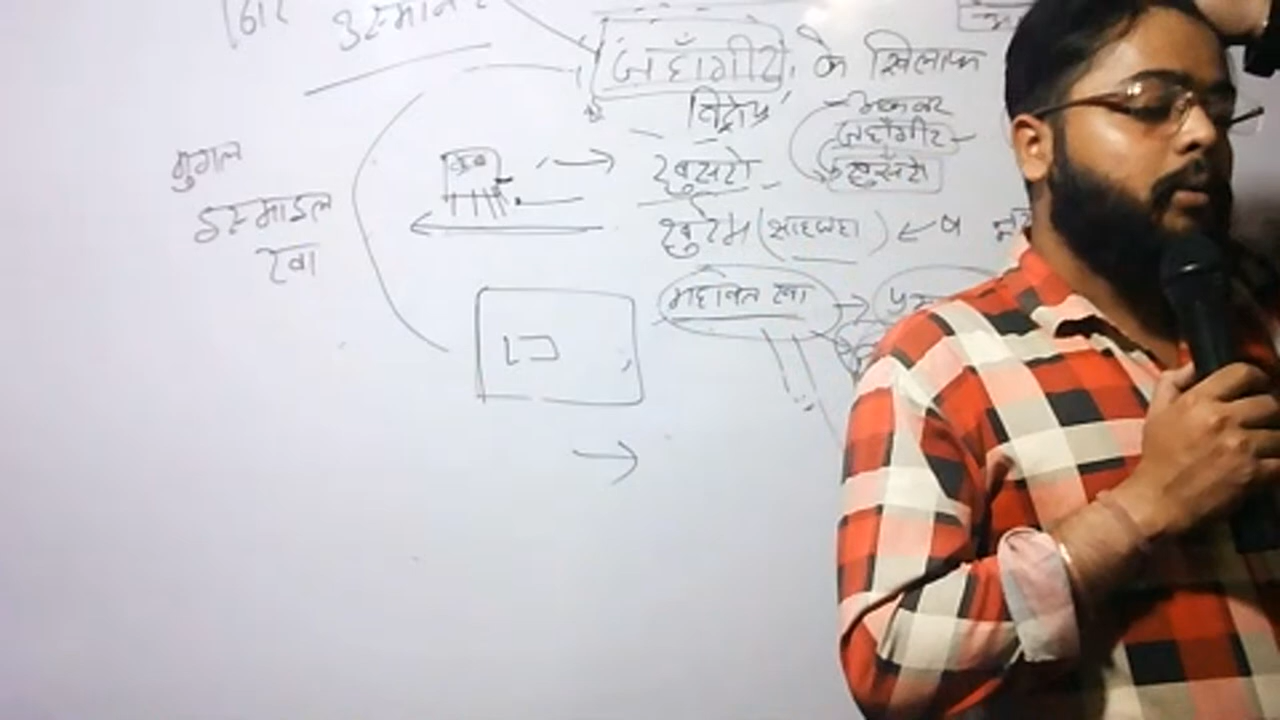 उस्मान
जहाँगीर के खिलाफ
विद्रोह
अकबर
जहाँगीर
खुसरो
खुसरो
मुगल
इस्माइल
खा
खुर्रम (शाहजहा)
महावत खा